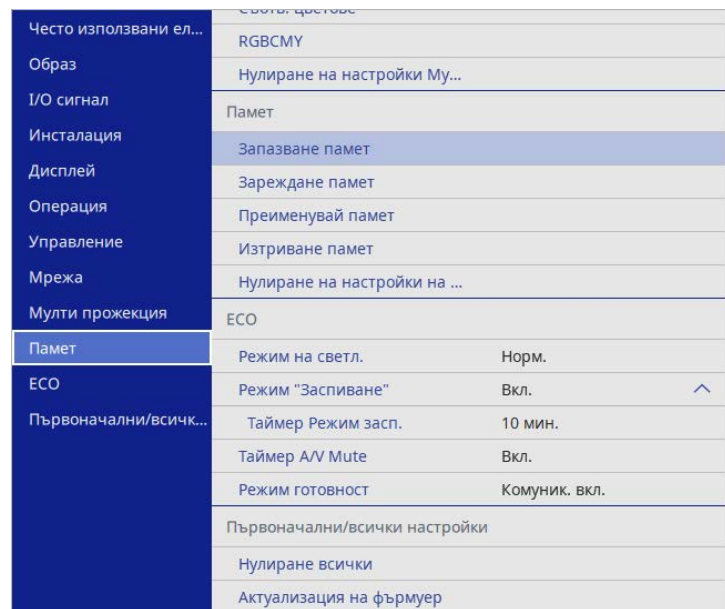 Често използвани ел...
Образ
I/O сигнал
Инсталация
Дисплей
Операция
Управление
Мрежа
Мулти прожекция
Памет
ECO
Първоначални/всичк...
RGBCMY
Нулиране на настройки Му...
Памет
Запазване памет
Зареждане памет
Преименувай памет
Изтриване памет
Нулиране на настройки на ...
ECO
Режим на светл. Норм.
Режим "Заспиване" Вкл.
Таймер Режим засп. 10 мин.
Таймер A/V Mute Вкл.
Режим готовност Комуник. вкл.
Първоначални/всички настройки
Нулиране всички
Актуализация на фърмуер